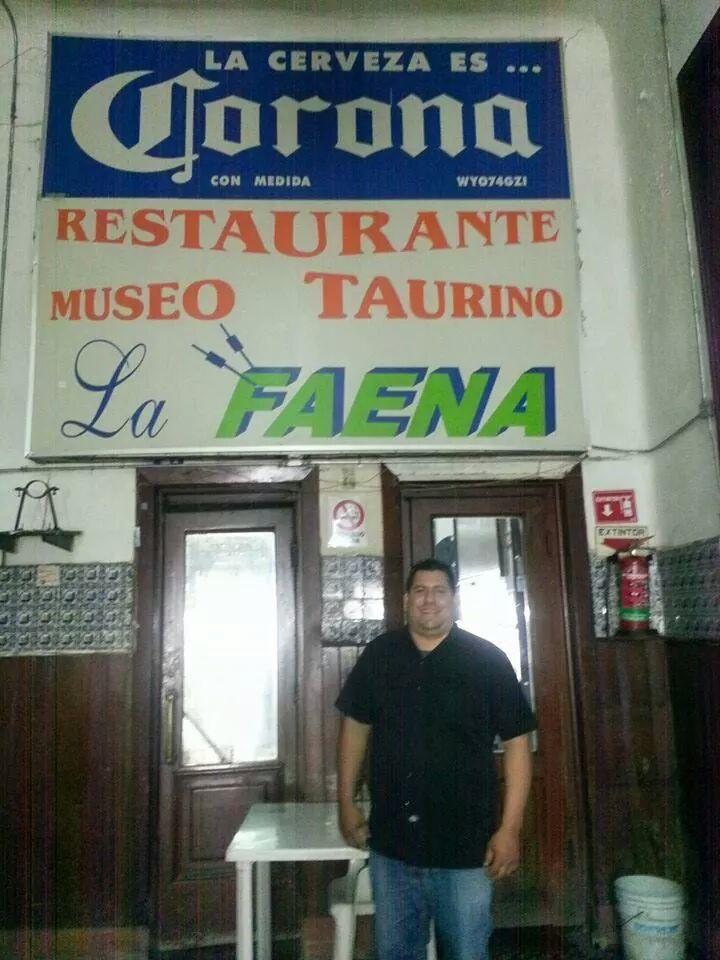 LA CERVEZA ES ...
Corona
CON MEDIDA WY074GZI
RESTAURANTE
MUSEO TAURINO
La FAENA
EXTINTOR